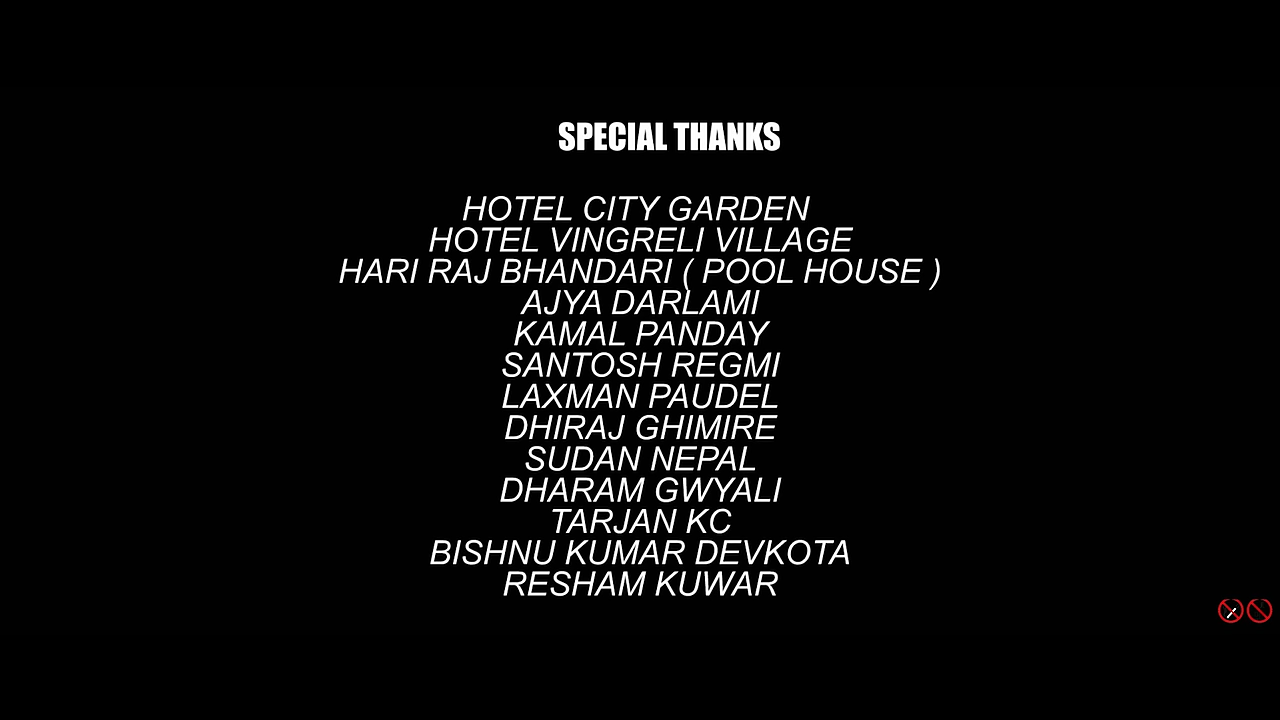 SPECIAL THANKS
HOTEL CITY GARDEN
HOTEL VINGRELI VILLAGE
HARI RAJ BHANDARI ( POOL HOUSE )
AJYA DARLAMI
KAMAL PANDAY
SANTOSH REGMI
LAXMAN PAUDEL
DHIRAJ GHIMIRE
SUDAN NEPAL
DHARAM GWYALI
TARJAN KC
BISHNU KUMAR DEVKOTA
RESHAM KUWAR